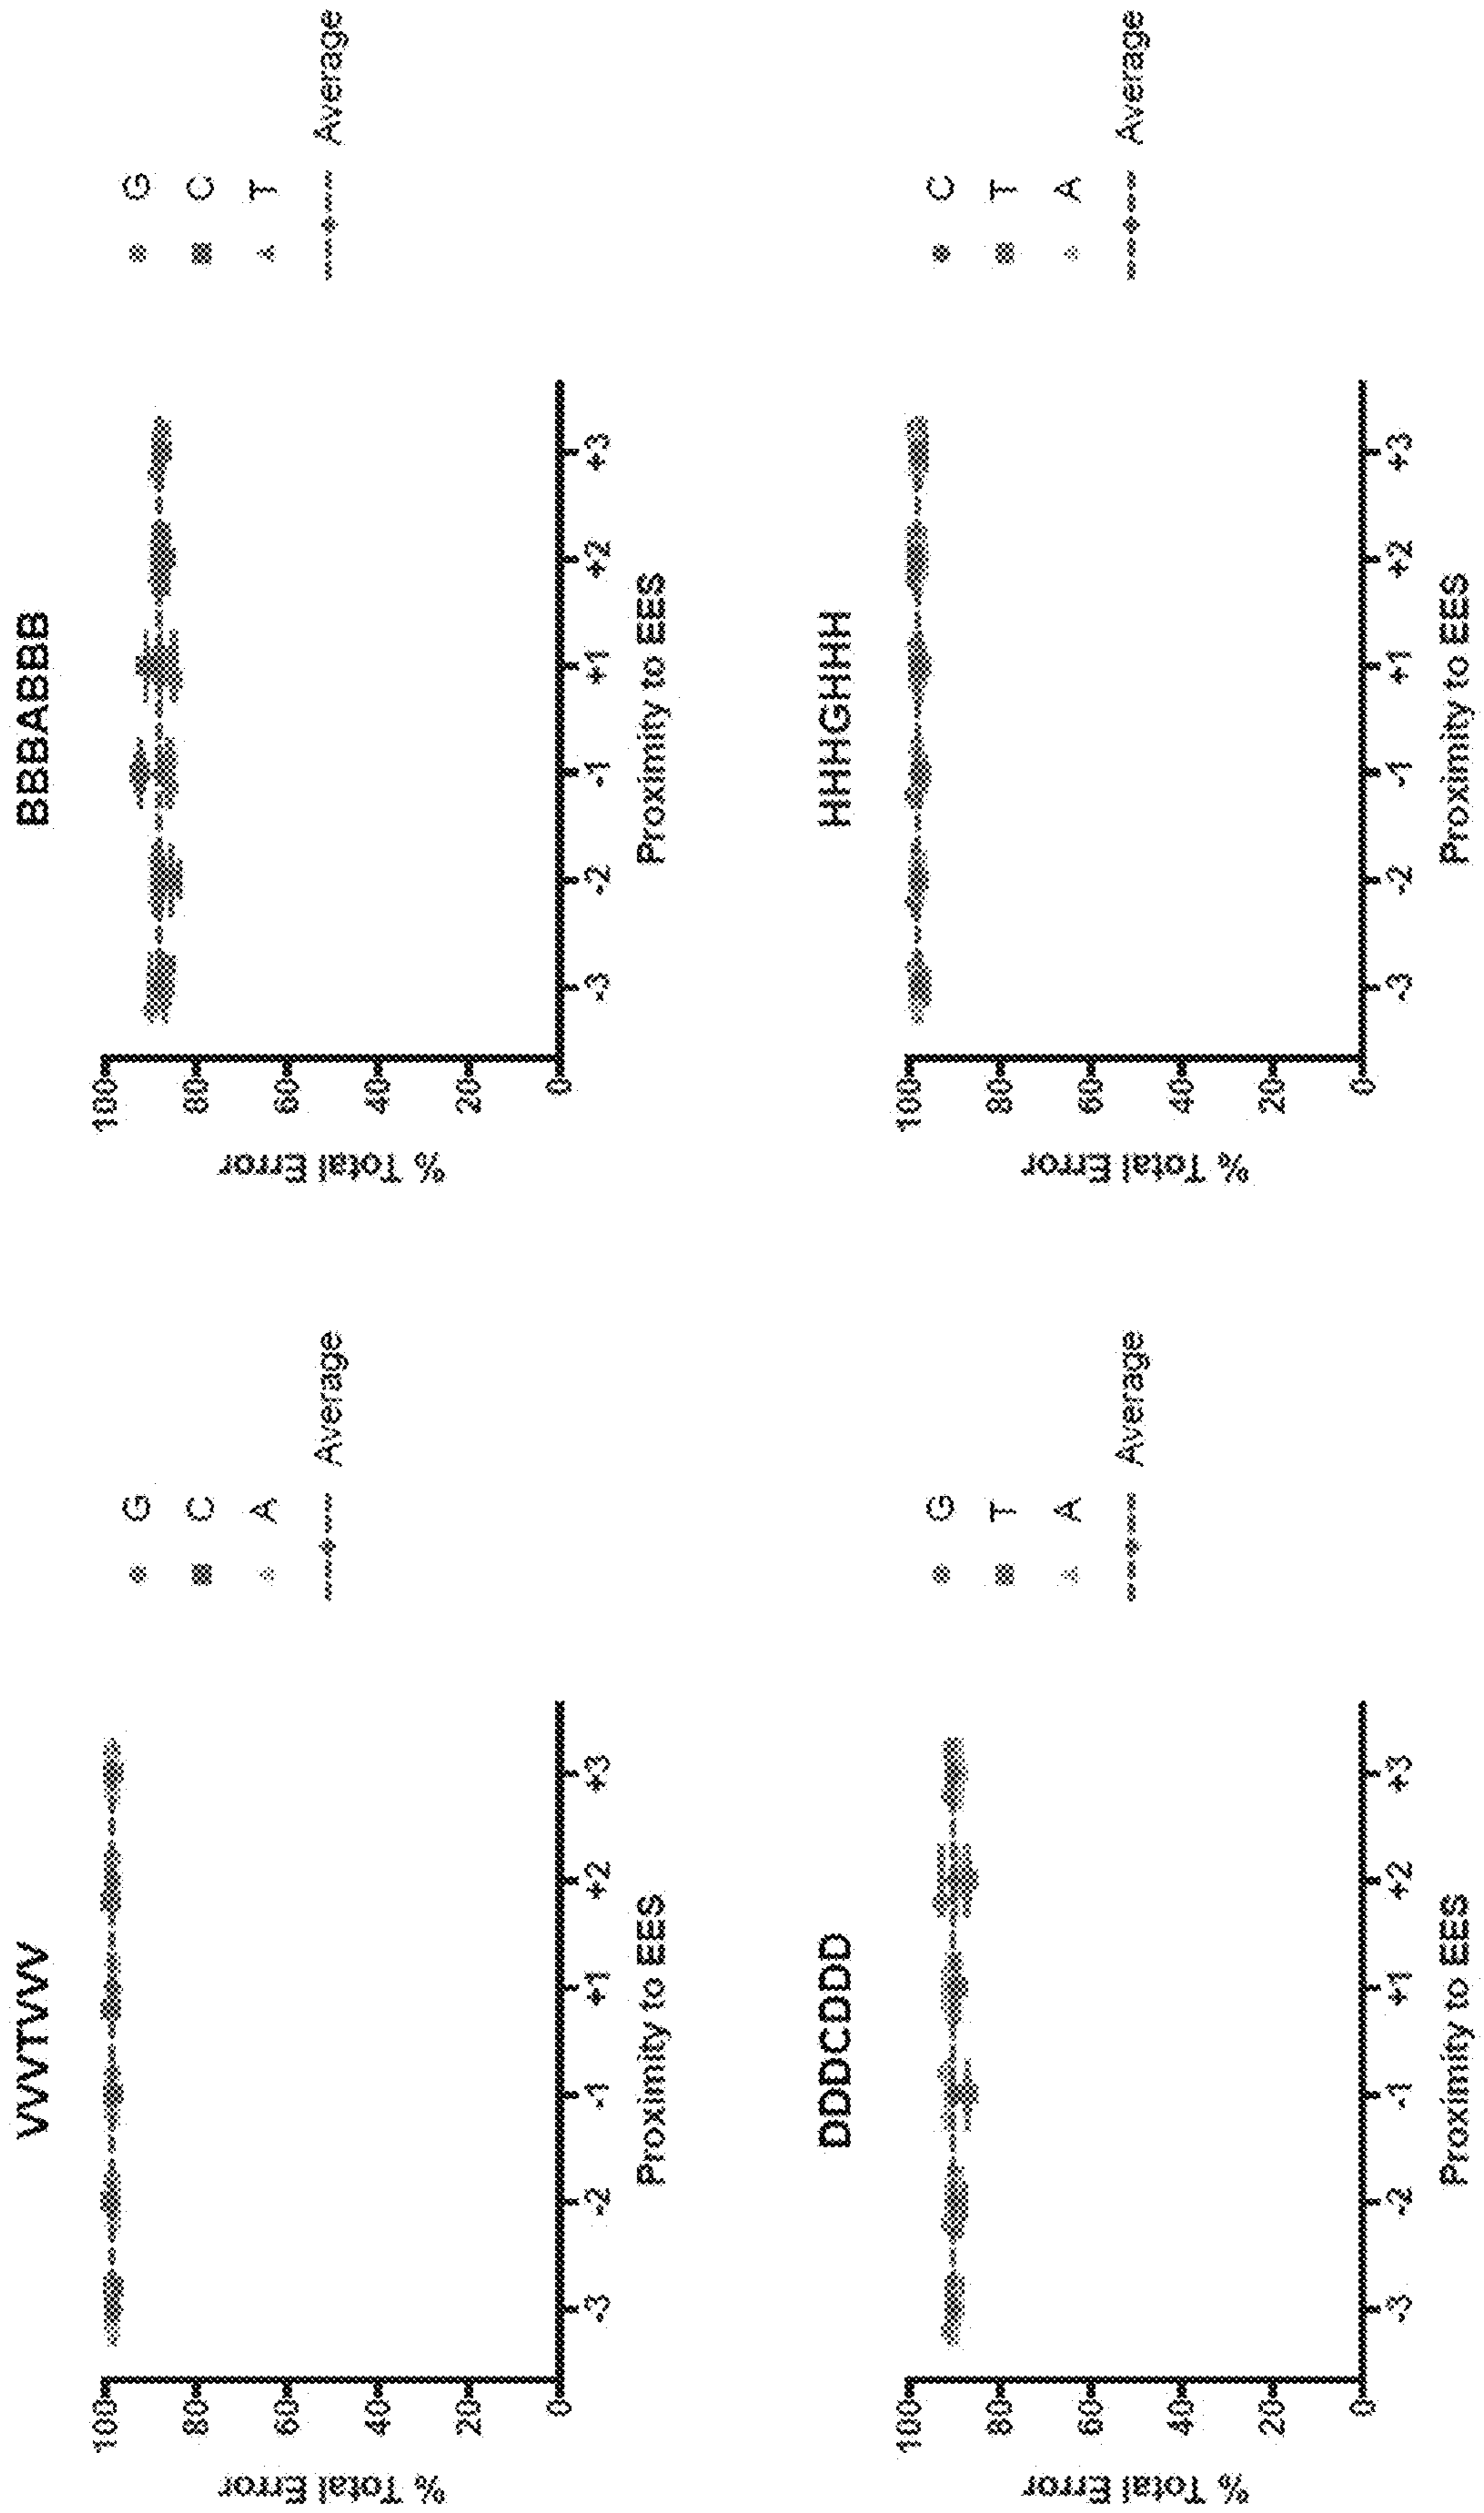 VVVTVVV
% Total Error
100
80
60
40
20
0
-3
-2
-1
+1
+2
+3
Proximity to EES
G
C
A
Average
BBBABBB
% Total Error
100
80
60
40
20
0
-3
-2
-1
+1
+2
+3
Proximity to EES
G
C
T
Average
DDDCDDD
% Total Error
100
80
60
40
20
0
-3
-2
-1
+1
+2
+3
Proximity to EES
G
T
A
Average
HHHGHHH
% Total Error
100
80
60
40
20
0
-3
-2
-1
+1
+2
+3
Proximity to EES
C
T
A
Average